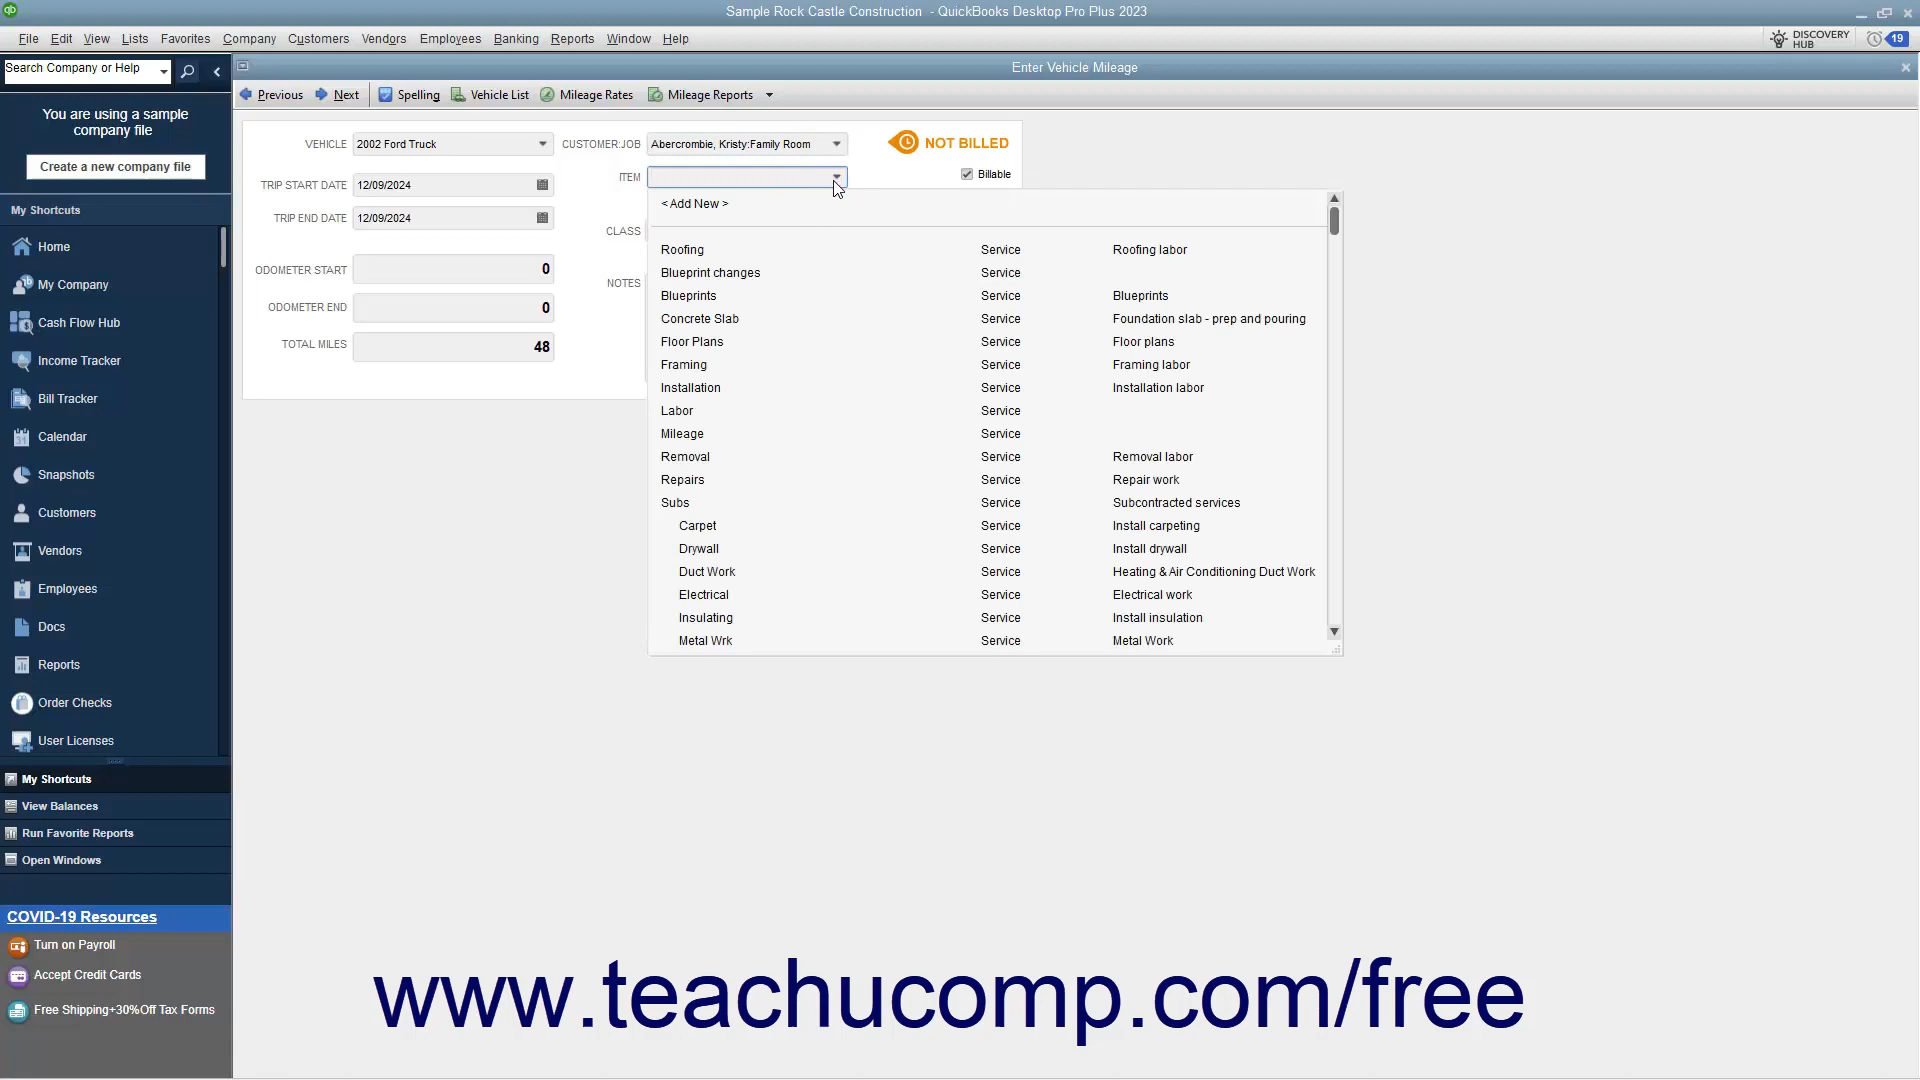 Sample Rock Castle Construction - QuickBooks Desktop Pro Plus 2023
File Edit View Lists Favorites Company Customers Vendors Employees Banking Reports Window Help
DISCOVERY HUB
19
Search Company or Help
Enter Vehicle Mileage
Previous Next Spelling Vehicle List Mileage Rates Mileage Reports
You are using a sample
company file
Create a new company file
My Shortcuts
Home
My Company
Cash Flow Hub
Income Tracker
Bill Tracker
Calendar
Snapshots
Customers
Vendors
Employees
Docs
Reports
Order Checks
User Licenses
My Shortcuts
View Balances
Run Favorite Reports
Open Windows
COVID-19 Resources
Turn on Payroll
Accept Credit Cards
Free Shipping+30%Off Tax Forms
VEHICLE 2002 Ford Truck CUSTOMER:JOB Abercrombie, Kristy:Family Room NOT BILLED
ITEM Billable
TRIP START DATE 12/09/2024
TRIP END DATE 12/09/2024
CLASS
ODOMETER START 0
NOTES
ODOMETER END 0
TOTAL MILES 48
< Add New >
Roofing Service Roofing labor
Blueprint changes Service
Blueprints Service Blueprints
Concrete Slab Service Foundation slab - prep and pouring
Floor Plans Service Floor plans
Framing Service Framing labor
Installation Service Installation labor
Labor Service
Mileage Service
Removal Service Removal labor
Repairs Service Repair work
Subs Service Subcontracted services
Carpet Service Install carpeting
Drywall Service Install drywall
Duct Work Service Heating & Air Conditioning Duct Work
Electrical Service Electrical work
Insulating Service Install insulation
Metal Wrk Service Metal Work
www.teachucomp.com/free